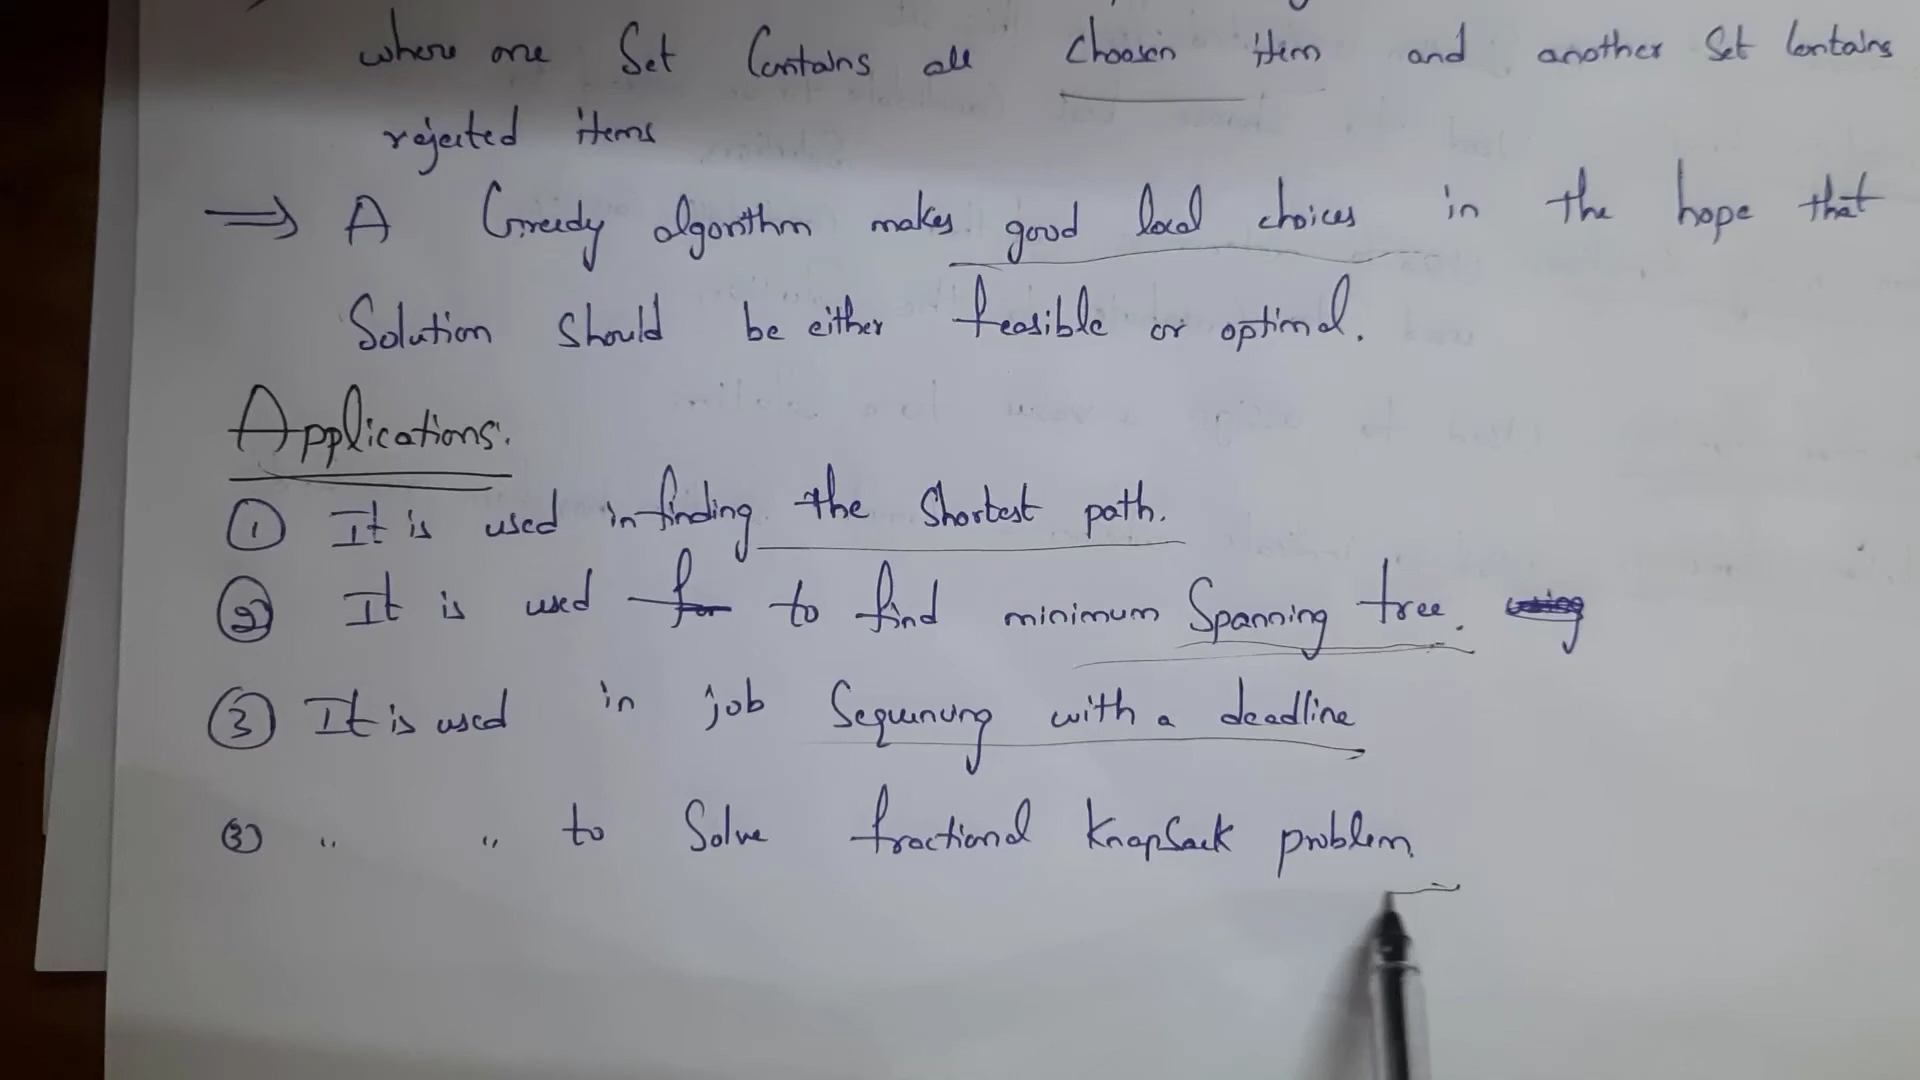 where one Set Contains all choosen item and another Set Contains
rejected items
⇒ A Greedy algorithm makes good local choices in the hope that
Solution Should be either feasible or optimal.
Applications:
① It is used in finding the Shortest path.
② It is used for to find minimum Spanning tree. using
③ It is used in job Sequencing with a deadline
③ " " to Solve fractional KnapSack problem.